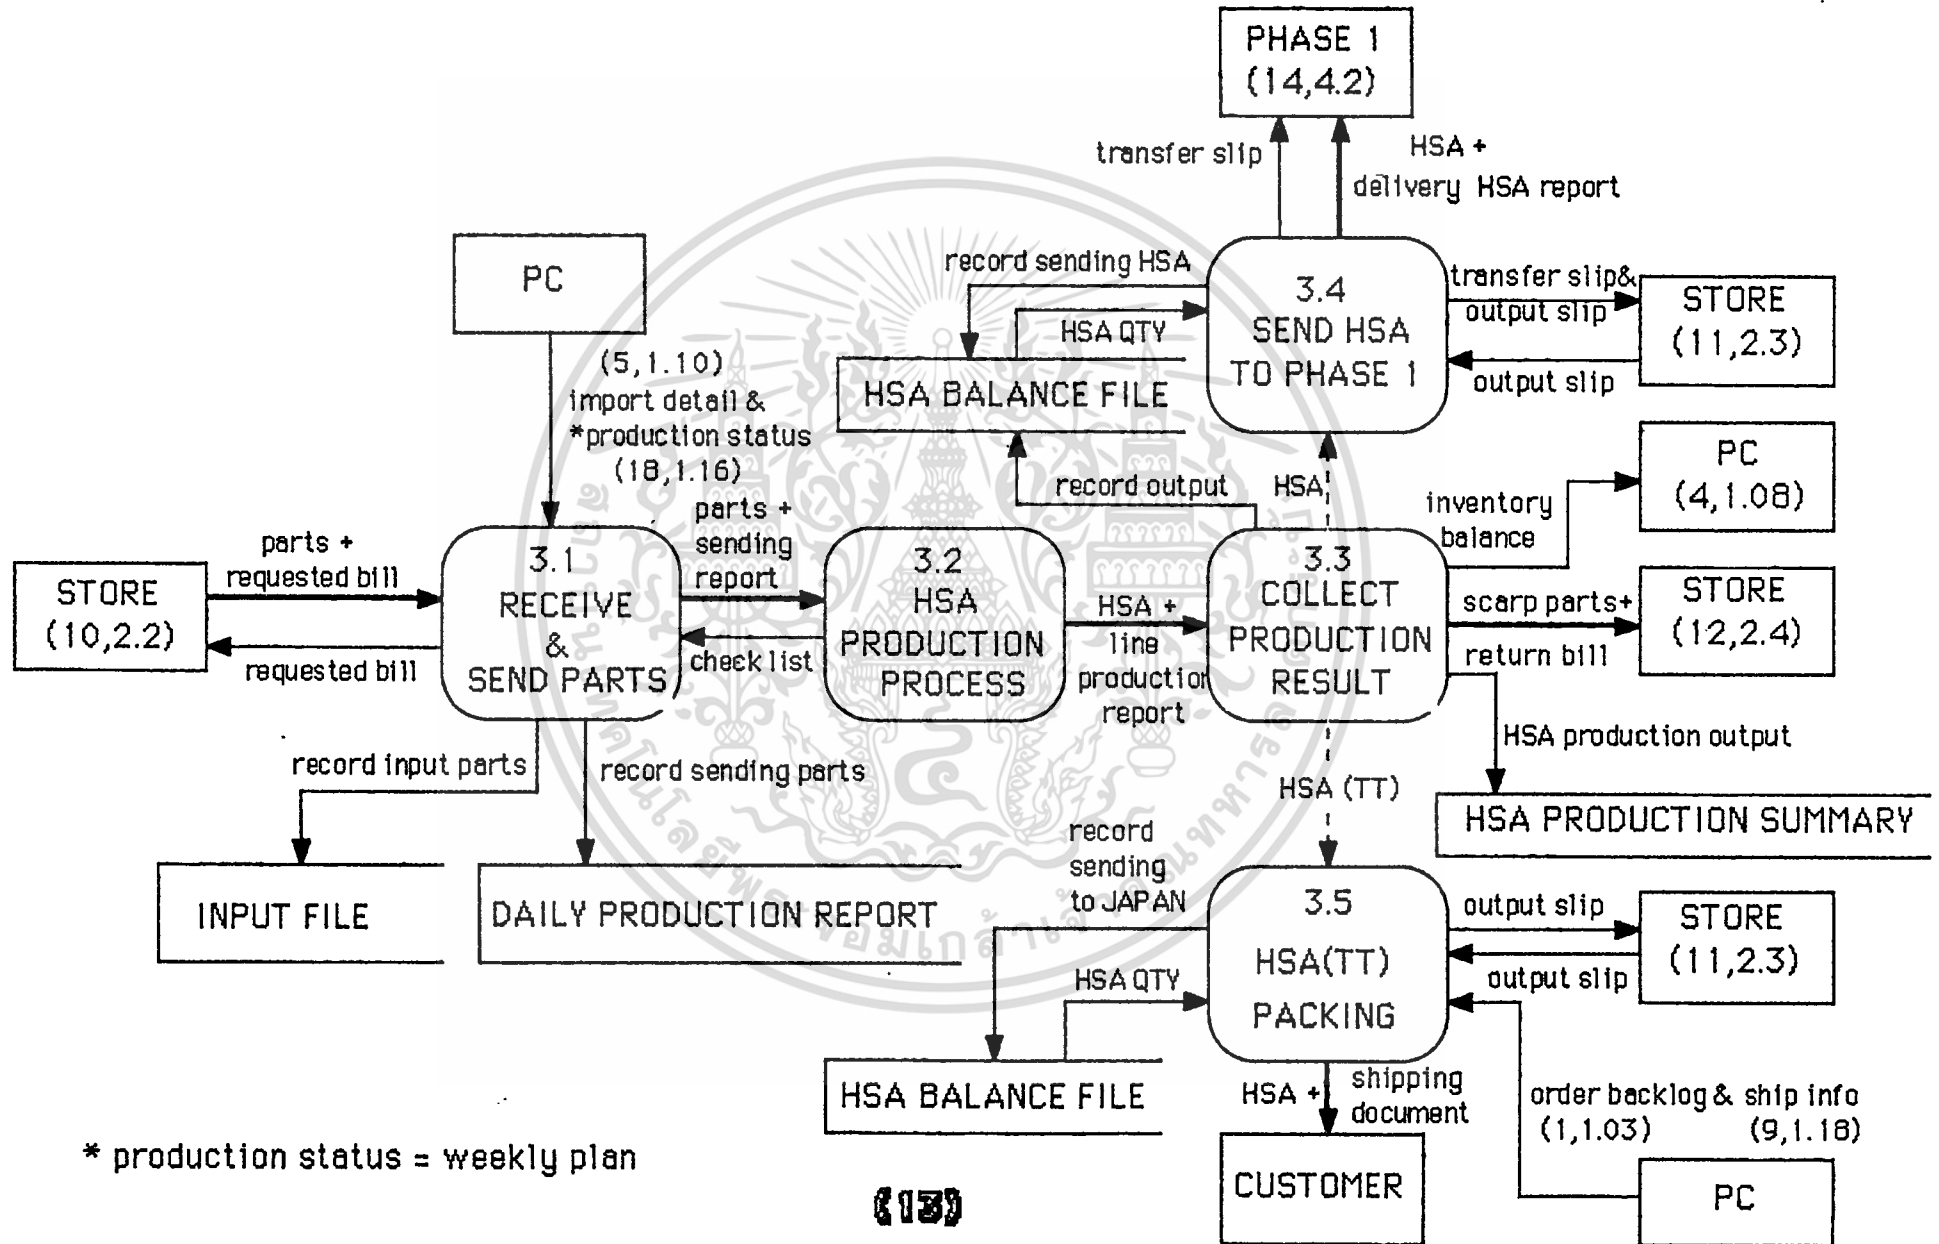 PHASE 1
(14,4.2)
transfer slip
HSA +
delivery HSA report
PC
(5,1.10)
import detail &
*production status
(18,1.16)
record sending HSA
HSA QTY
HSA BALANCE FILE
3.4
SEND HSA
TO PHASE 1
transfer slip&
output slip
output slip
STORE
(11,2.3)
record output
HSA
inventory
balance
PC
(4,1.08)
STORE
(10,2.2)
parts +
requested bill
requested bill
3.1
RECEIVE
&
SEND PARTS
parts +
sending
report
check list
3.2
HSA
PRODUCTION
PROCESS
HSA +
line
production
report
3.3
COLLECT
PRODUCTION
RESULT
scarp parts+
return bill
STORE
(12,2.4)
HSA production output
HSA PRODUCTION SUMMARY
record input parts
record sending parts
INPUT FILE
DAILY PRODUCTION REPORT
HSA (TT)
record
sending
to JAPAN
HSA QTY
HSA BALANCE FILE
3.5
HSA(TT)
PACKING
output slip
output slip
STORE
(11,2.3)
HSA +
shipping
document
CUSTOMER
order backlog & ship info
(1,1.03) (9,1.18)
PC
* production status = weekly plan
(13)